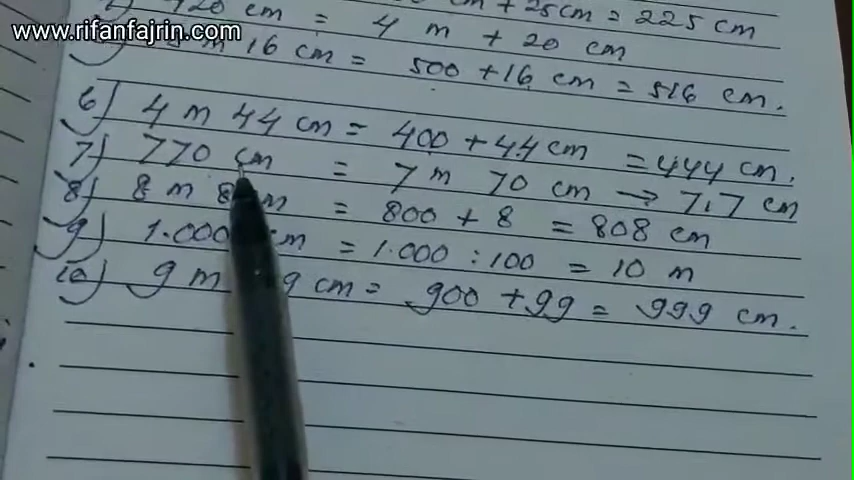 cm + 25 cm = 225 cm
420 cm = 4 m + 20 cm
www.rifanfajrin.com
m 16 cm = 500 + 16 cm = 516 cm.
6) 4 m 44 cm = 400 + 44 cm = 444 cm.
7) 770 cm = 7 m 70 cm → 7,7 cm
8) 8 m 8 cm = 800 + 8 = 808 cm
9) 1.000 cm = 1.000 : 100 = 10 m
10) 9 m 9 cm = 900 + 99 = 999 cm.